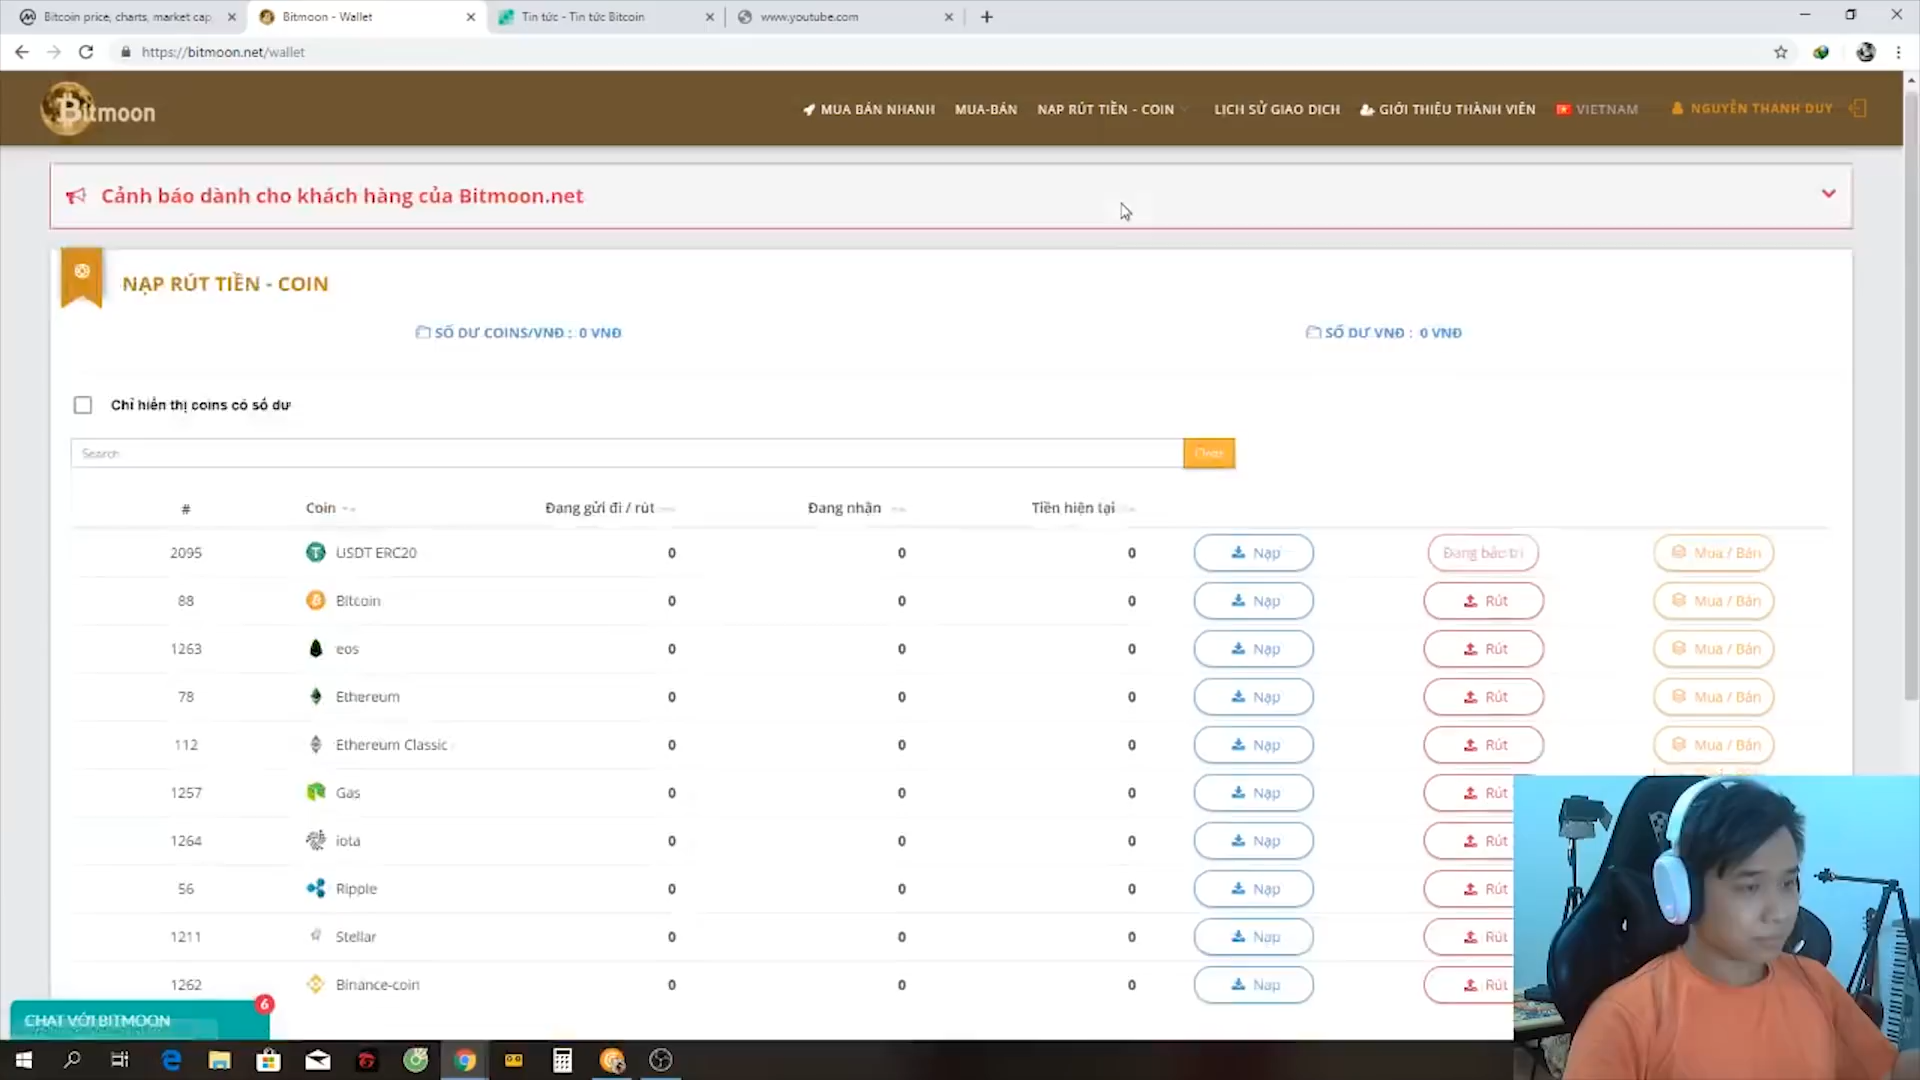 Bitcoin price, charts, market cap
Bitmoon - Wallet
Tin tức - Tin tức Bitcoin
www.youtube.com
https://bitmoon.net/wallet
Bitmoon
MUA BÁN NHANH
MUA-BÁN
NẠP RÚT TIỀN - COIN
LỊCH SỬ GIAO DỊCH
GIỚI THIỆU THÀNH VIÊN
VIETNAM
NGUYỄN THANH DUY
Cảnh báo dành cho khách hàng của Bitmoon.net
NẠP RÚT TIỀN - COIN
SỐ DƯ COINS/VNĐ : 0 VNĐ
SỐ DƯ VNĐ : 0 VNĐ
Chỉ hiển thị coins có số dư
Search
Clear
# Coin Đang gửi đi / rút Đang nhận Tiền hiện tại
2095 USDT ERC20 0 0 0 Nạp Đang bảo trì Mua / Bán
88 Bitcoin 0 0 0 Nạp Rút Mua / Bán
1263 eos 0 0 0 Nạp Rút Mua / Bán
78 Ethereum 0 0 0 Nạp Rút Mua / Bán
112 Ethereum Classic 0 0 0 Nạp Rút Mua / Bán
1257 Gas 0 0 0 Nạp Rút
1264 iota 0 0 0 Nạp Rút
56 Ripple 0 0 0 Nạp Rút
1211 Stellar 0 0 0 Nạp Rút
1262 Binance-coin 0 0 0 Nạp Rút
6
CHAT VỚI BITMOON